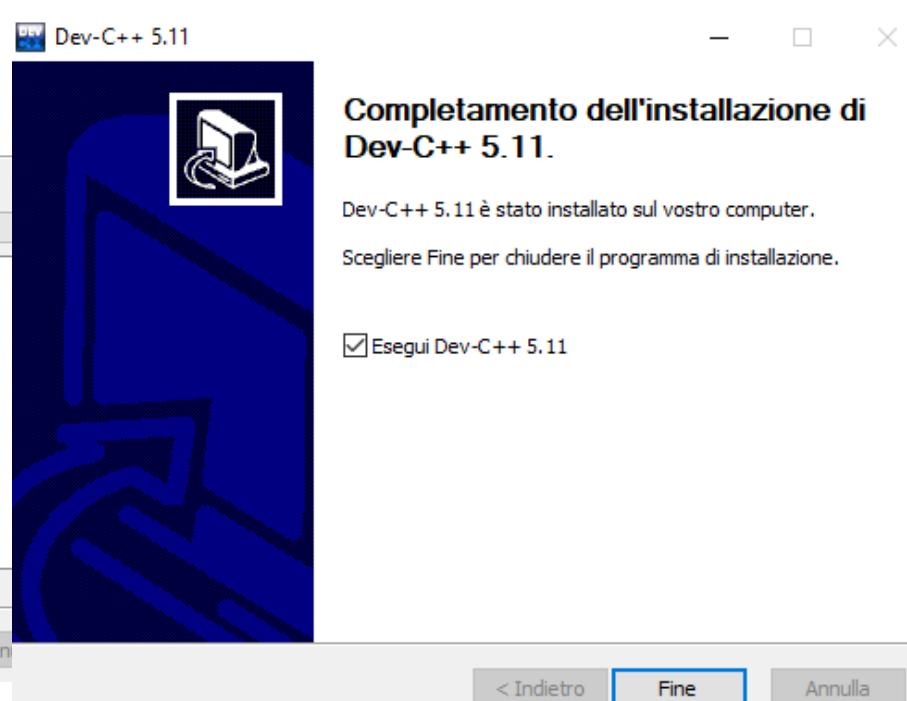 Dev-C++ 5.11
Completamento dell'installazione di
Dev-C++ 5.11.
Dev-C++ 5.11 è stato installato sul vostro computer.
Scegliere Fine per chiudere il programma di installazione.
Esegui Dev-C++ 5.11
< Indietro
Fine
Annulla